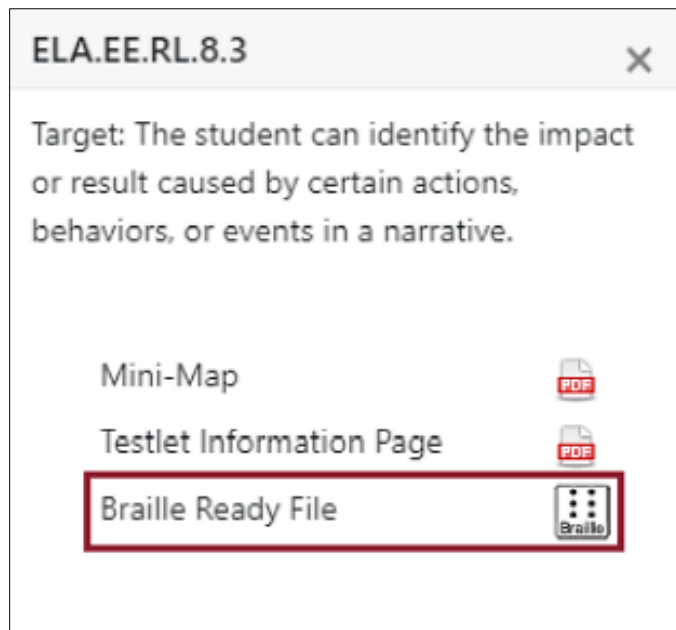 ELA.EE.RL.8.3
Target: The student can identify the impact
or result caused by certain actions,
behaviors, or events in a narrative.
Mini-Map PDF
Testlet Information Page PDF
Braille Ready File Braille